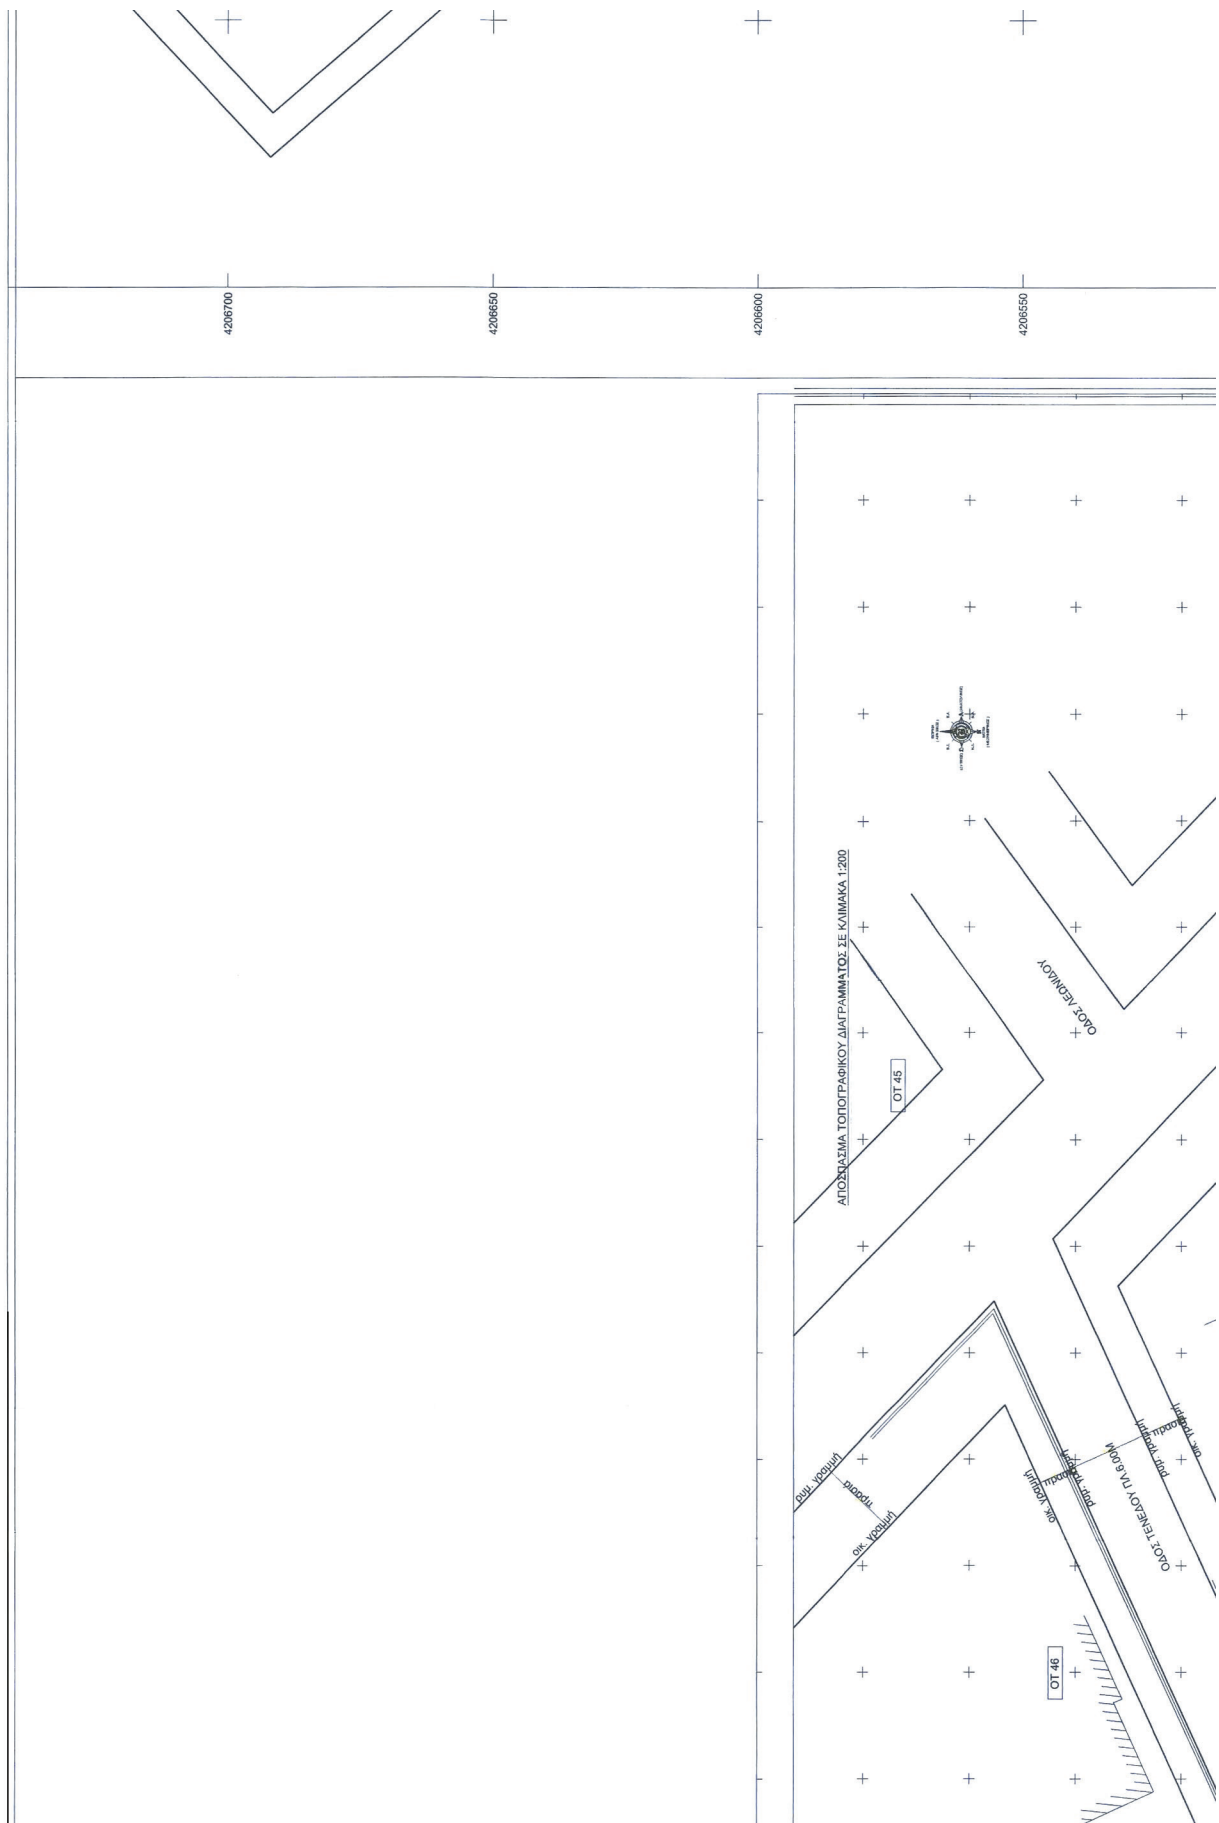 4206700
4206650
4206600
4206550
ΑΠΟΣΠΑΣΜΑ ΤΟΠΟΓΡΑΦΙΚΟΥ ΔΙΑΓΡΑΜΜΑΤΟΣ ΣΕ ΚΛΙΜΑΚΑ 1:200
ΟΔΟΣ ΛΕΩΝΙΔΟΥ
ΟΤ 45
ρυμ. γραμμή
πρασιά
οικ. γραμμή
οικ. γραμμή
ρυμ. γραμμή
ΟΔΟΣ ΤΕΝΕΔΟΥ ΠΛ.6.00Μ
ρυμ. γραμμή
οικ. γραμμή
ΟΤ 46